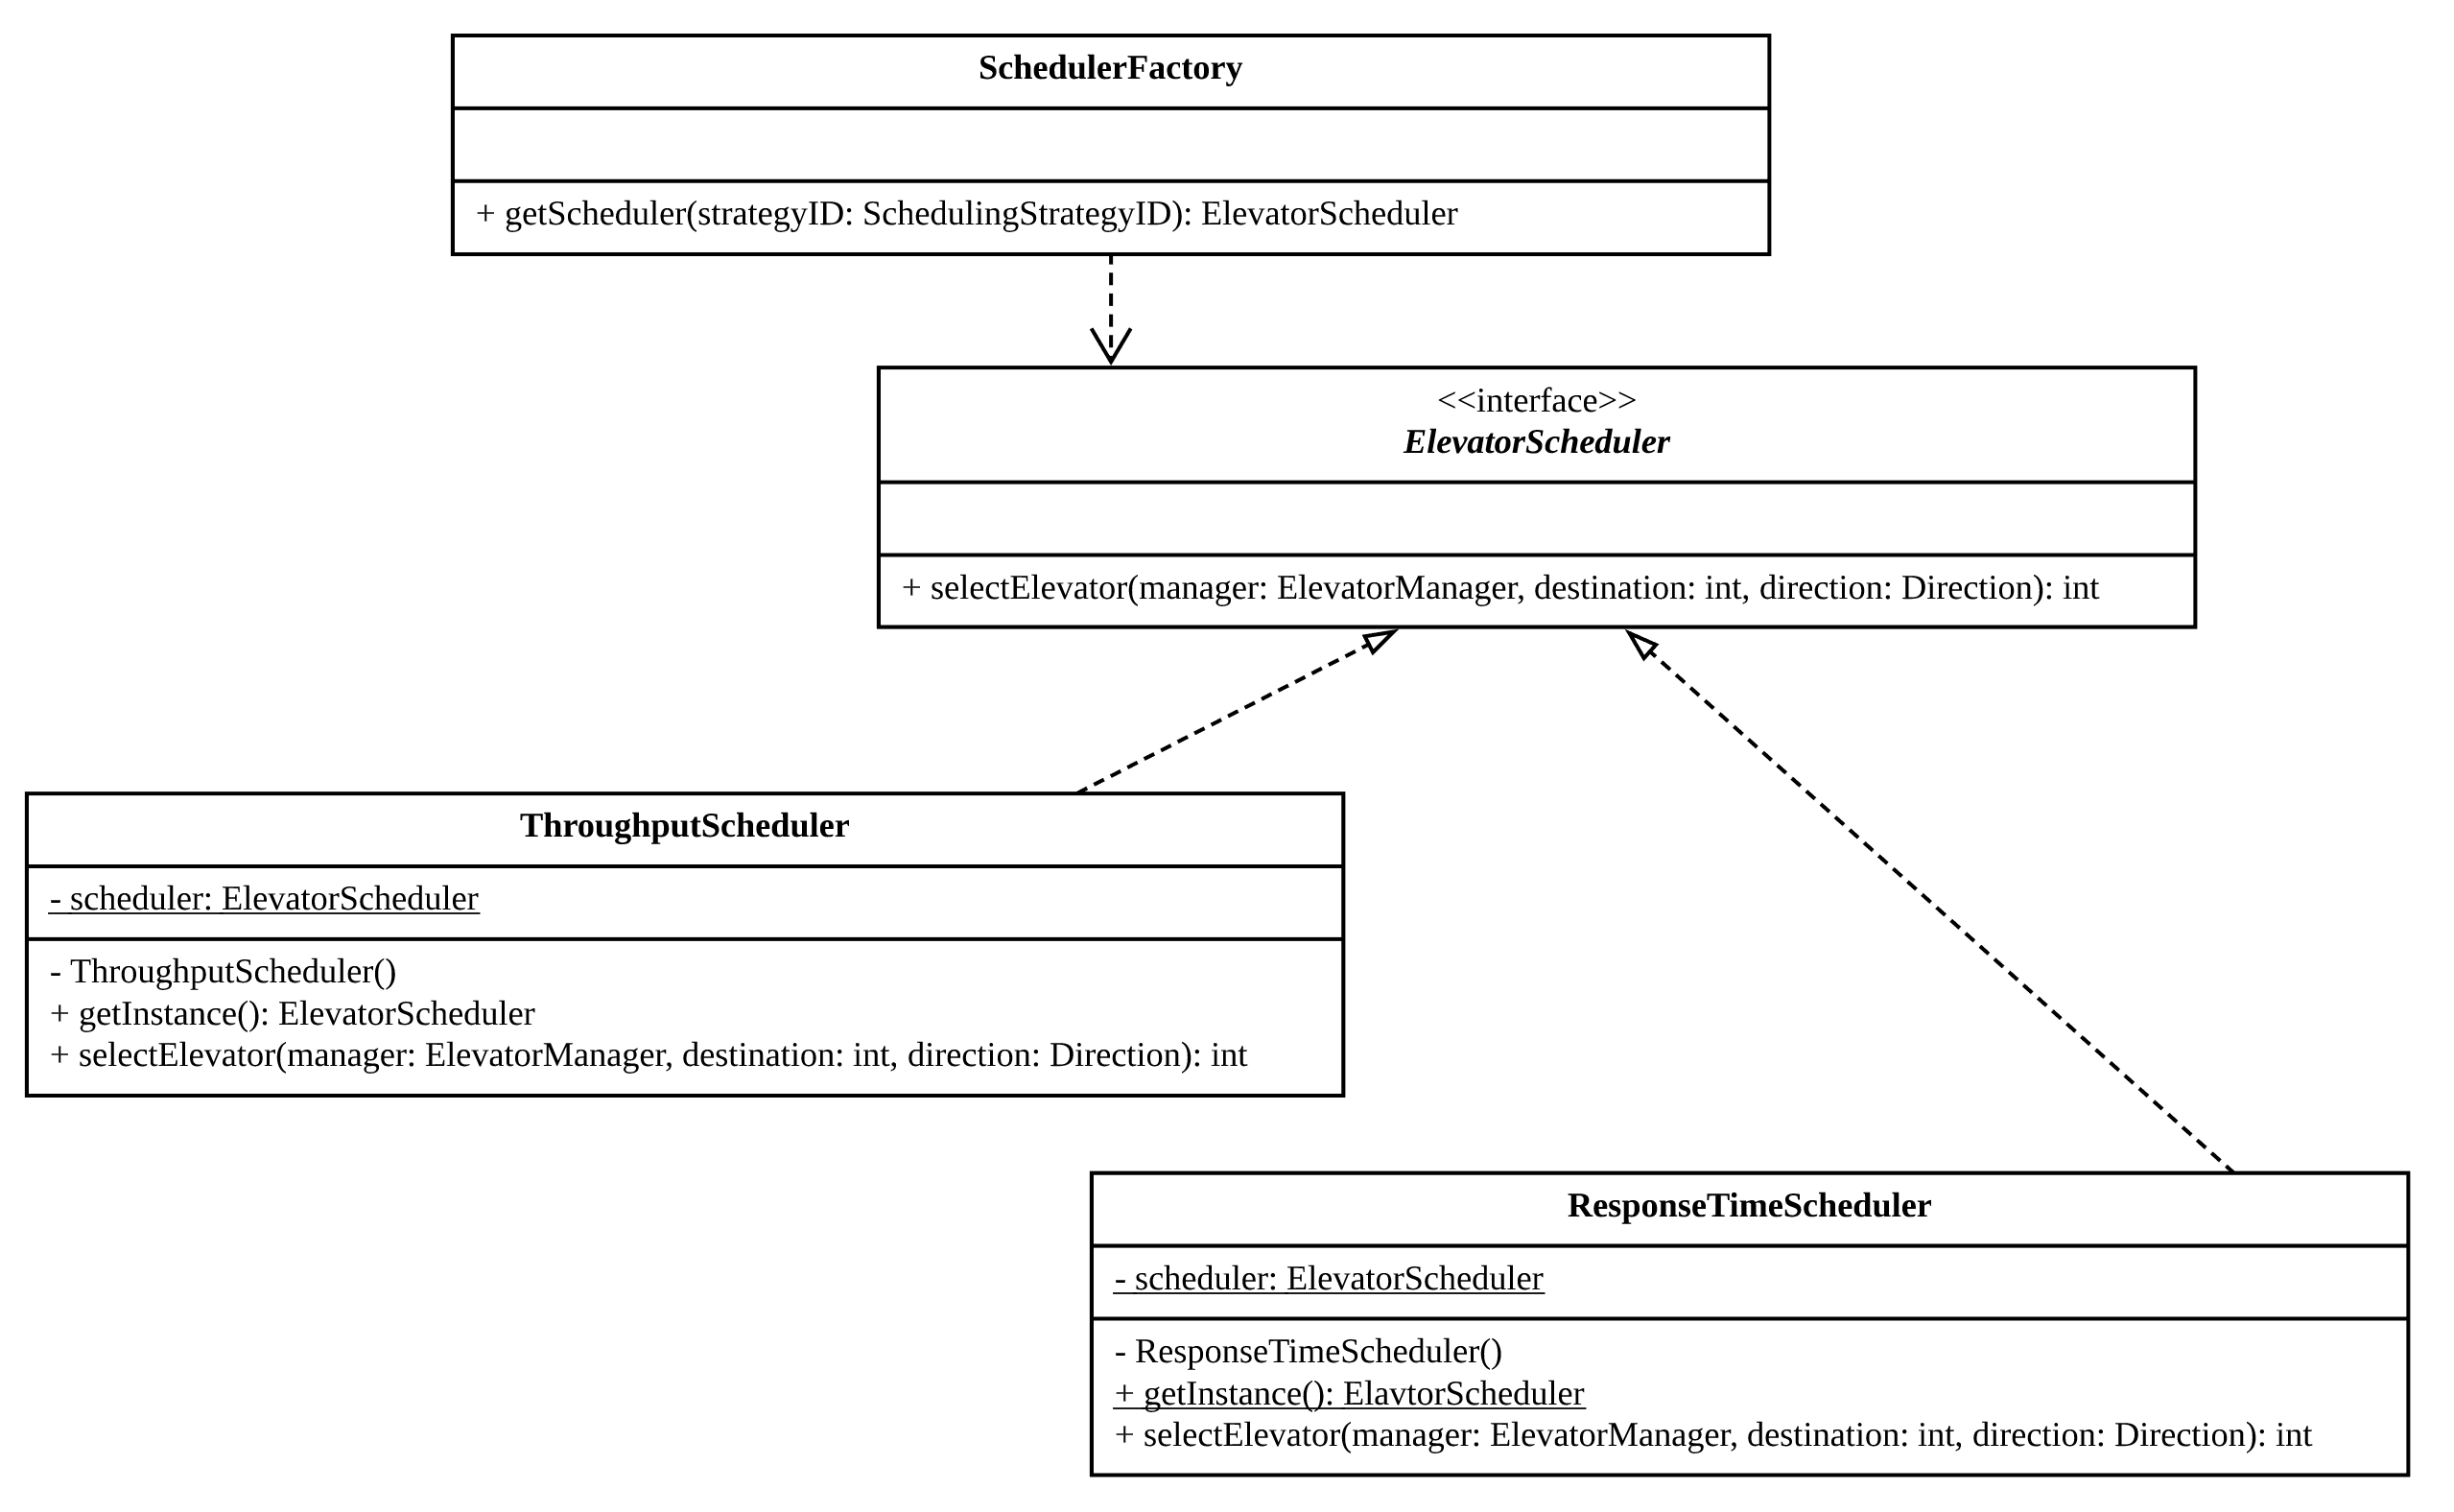 SchedulerFactory
+ getScheduler(strategyID: SchedulingStrategyID): ElevatorScheduler
<<interface>>
ElevatorScheduler
+ selectElevator(manager: ElevatorManager, destination: int, direction: Direction): int
ThroughputScheduler
- scheduler: ElevatorScheduler
- ThroughputScheduler()
+ getInstance(): ElevatorScheduler
+ selectElevator(manager: ElevatorManager, destination: int, direction: Direction): int
ResponseTimeScheduler
- scheduler: ElevatorScheduler
- ResponseTimeScheduler()
+ getInstance(): ElavtorScheduler
+ selectElevator(manager: ElevatorManager, destination: int, direction: Direction): int